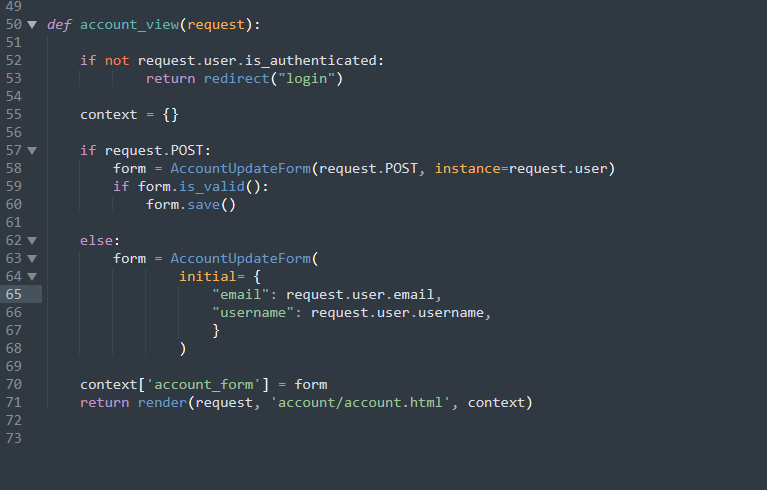 49
50 def account_view(request):
51
52     if not request.user.is_authenticated:
53             return redirect("login")
54
55     context = {}
56
57     if request.POST:
58         form = AccountUpdateForm(request.POST, instance=request.user)
59         if form.is_valid():
60             form.save()
61
62     else:
63         form = AccountUpdateForm(
64                 initial= {
65                     "email": request.user.email,
66                     "username": request.user.username,
67                     }
68                 )
69
70     context['account_form'] = form
71     return render(request, 'account/account.html', context)
72
73